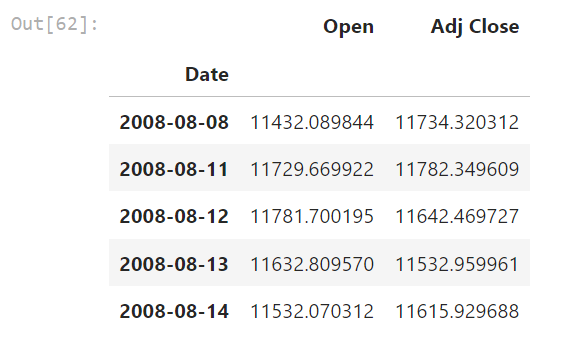 Out[62]:
Open Adj Close
Date
2008-08-08 11432.089844 11734.320312
2008-08-11 11729.669922 11782.349609
2008-08-12 11781.700195 11642.469727
2008-08-13 11632.809570 11532.959961
2008-08-14 11532.070312 11615.929688